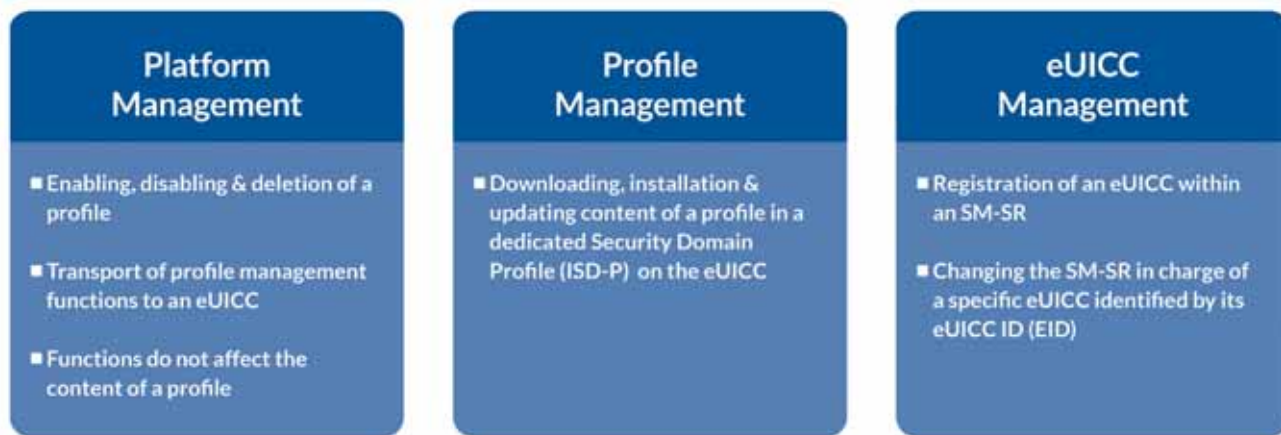 Platform
Management
■ Enabling, disabling & deletion of a
profile
■ Transport of profile management
functions to an eUICC
■ Functions do not affect the
content of a profile
Profile
Management
■ Downloading, installation &
updating content of a profile in a
dedicated Security Domain
Profile (ISD-P) on the eUICC
eUICC
Management
■ Registration of an eUICC within
an SM-SR
■ Changing the SM-SR in charge of
a specific eUICC identified by its
eUICC ID (EID)